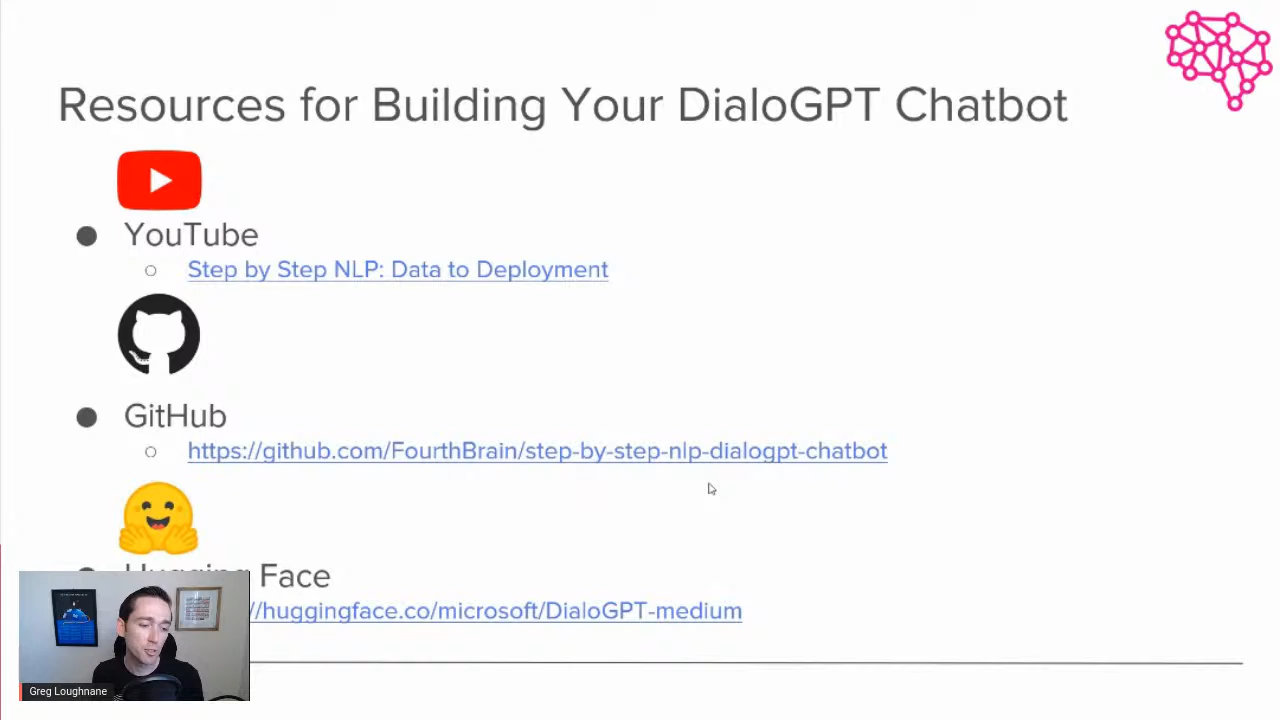 Resources for Building Your DialoGPT Chatbot
YouTube
Step by Step NLP: Data to Deployment
GitHub
https://github.com/FourthBrain/step-by-step-nlp-dialogpt-chatbot
Hugging Face
//huggingface.co/microsoft/DialoGPT-medium
Greg Loughnane